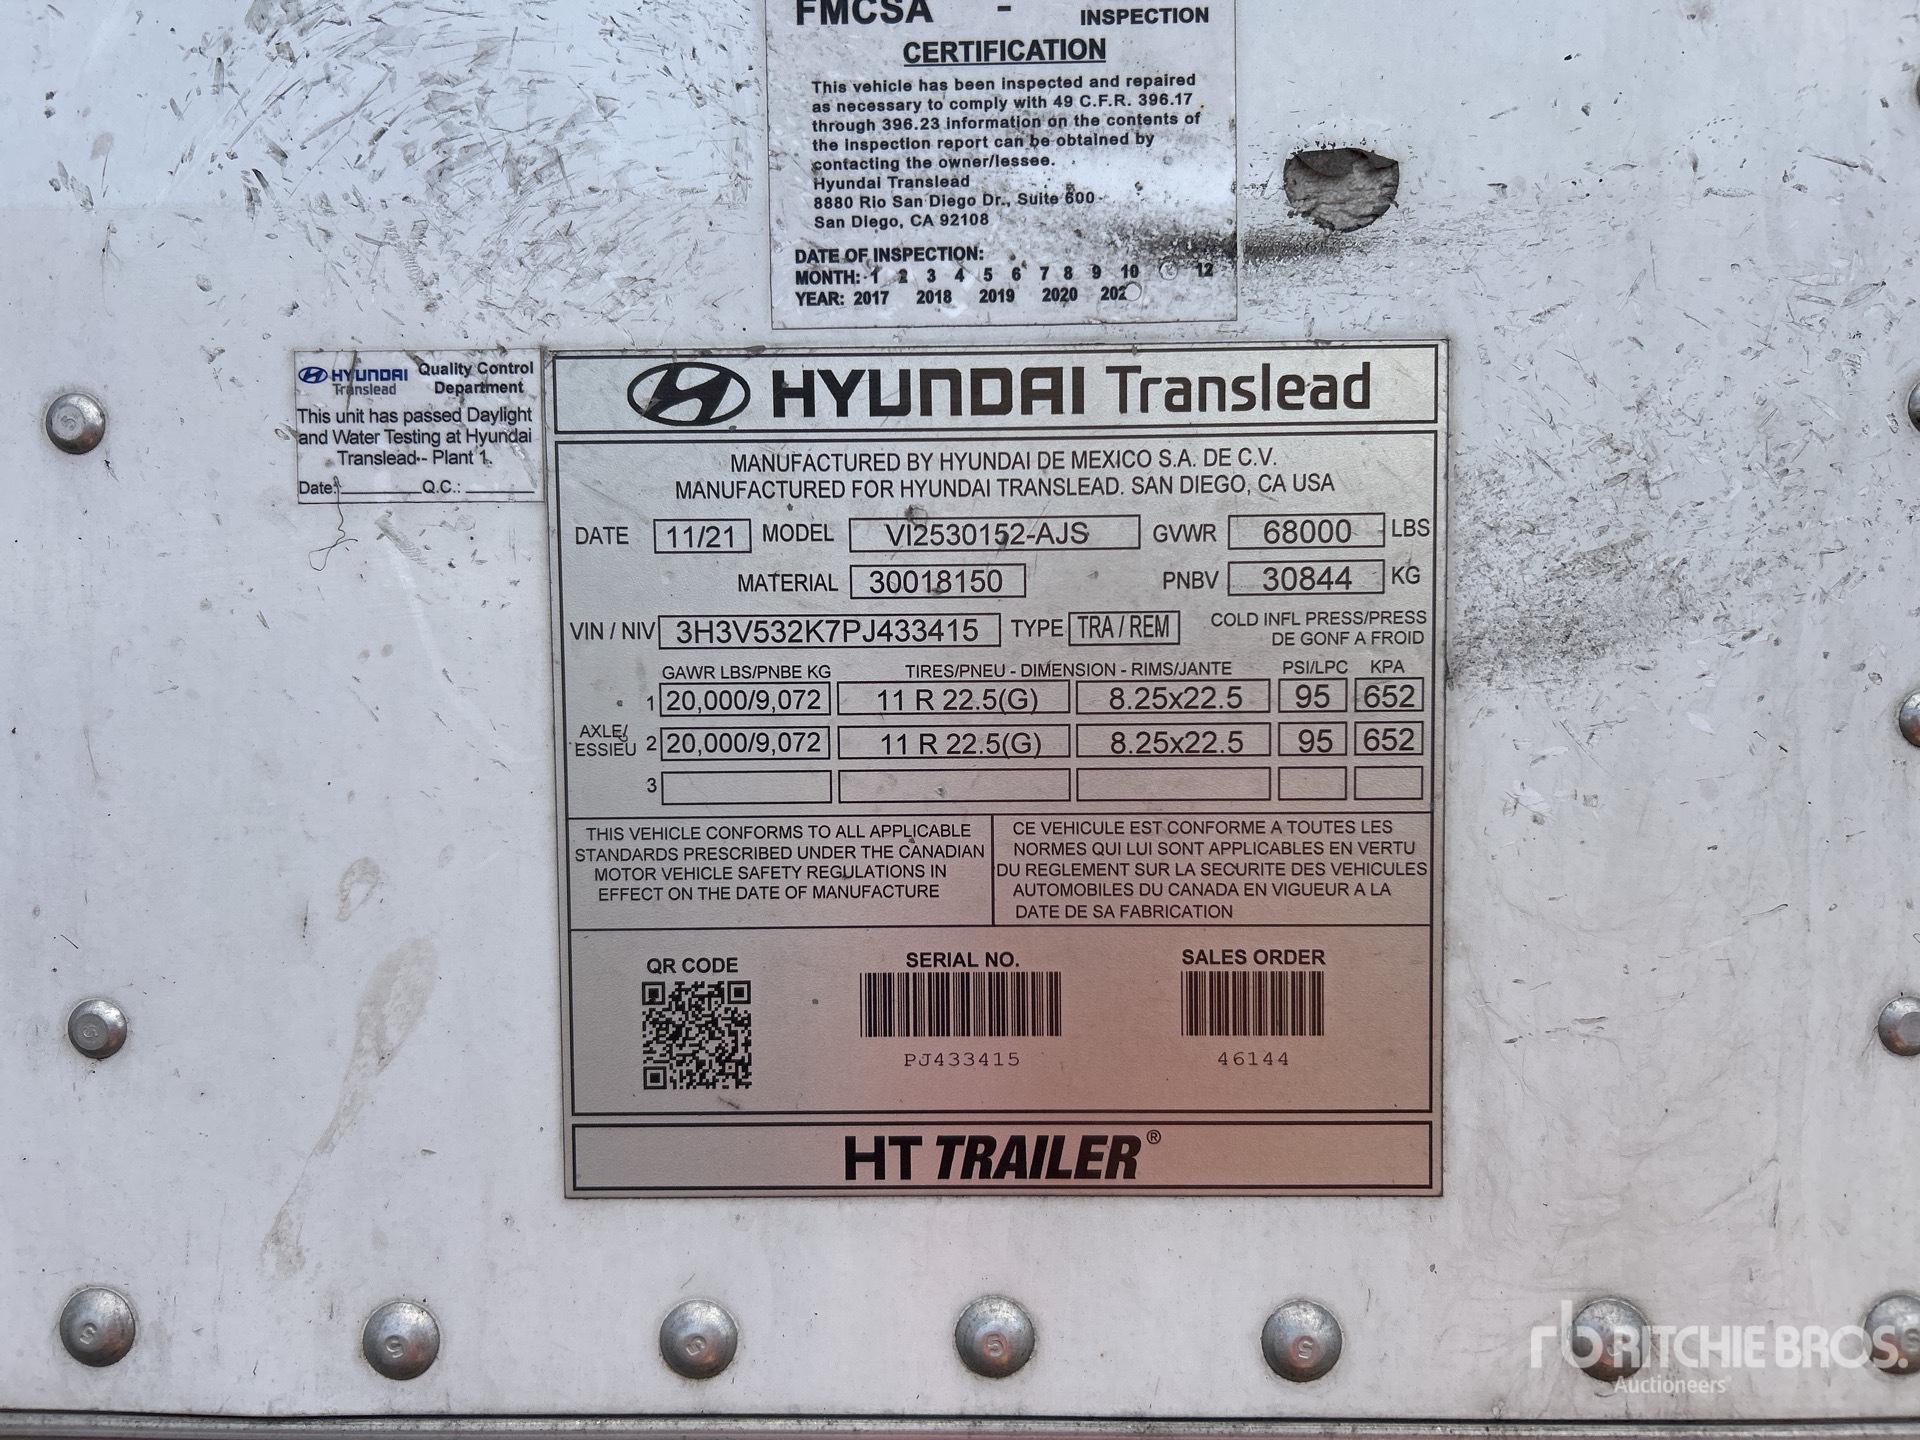 FMCSA - INSPECTION
CERTIFICATION
This vehicle has been inspected and repaired
as necessary to comply with 49 C.F.R. 396.17
through 396.23 information on the contents of
the inspection report can be obtained by
contacting the owner/lessee.
Hyundai Translead
8880 Rio San Diego Dr., Suite 600
San Diego, CA 92108
DATE OF INSPECTION:
MONTH: 1 2 3 4 5 6 7 8 9 10 12
YEAR: 2017 2018 2019 2020
HYUNDAI Translead
Quality Control
Department
This unit has passed Daylight
and Water Testing at Hyundai
Translead-- Plant 1.
Date: Q.C.:
HYUNDAI Translead
MANUFACTURED BY HYUNDAI DE MEXICO S.A. DE C.V.
MANUFACTURED FOR HYUNDAI TRANSLEAD. SAN DIEGO, CA USA
DATE 11/21 MODEL VI2530152-AJS GVWR 68000 LBS
MATERIAL 30018150 PNBV 30844 KG
VIN / NIV 3H3V532K7PJ433415 TYPE TRA / REM COLD INFL PRESS/PRESS
DE GONF A FROID
GAWR LBS/PNBE KG TIRES/PNEU - DIMENSION - RIMS/JANTE PSI/LPC KPA
1 20,000/9,072 11 R 22.5(G) 8.25x22.5 95 652
AXLE/
ESSIEU 2 20,000/9,072 11 R 22.5(G) 8.25x22.5 95 652
3
THIS VEHICLE CONFORMS TO ALL APPLICABLE
STANDARDS PRESCRIBED UNDER THE CANADIAN
MOTOR VEHICLE SAFETY REGULATIONS IN
EFFECT ON THE DATE OF MANUFACTURE
CE VEHICULE EST CONFORME A TOUTES LES
NORMES QUI LUI SONT APPLICABLES EN VERTU
DU REGLEMENT SUR LA SECURITE DES VEHICULES
AUTOMOBILES DU CANADA EN VIGUEUR A LA
DATE DE SA FABRICATION
QR CODE
SERIAL NO.
PJ433415
SALES ORDER
46144
HT TRAILER®
rb RITCHIE BROS.
Auctioneers